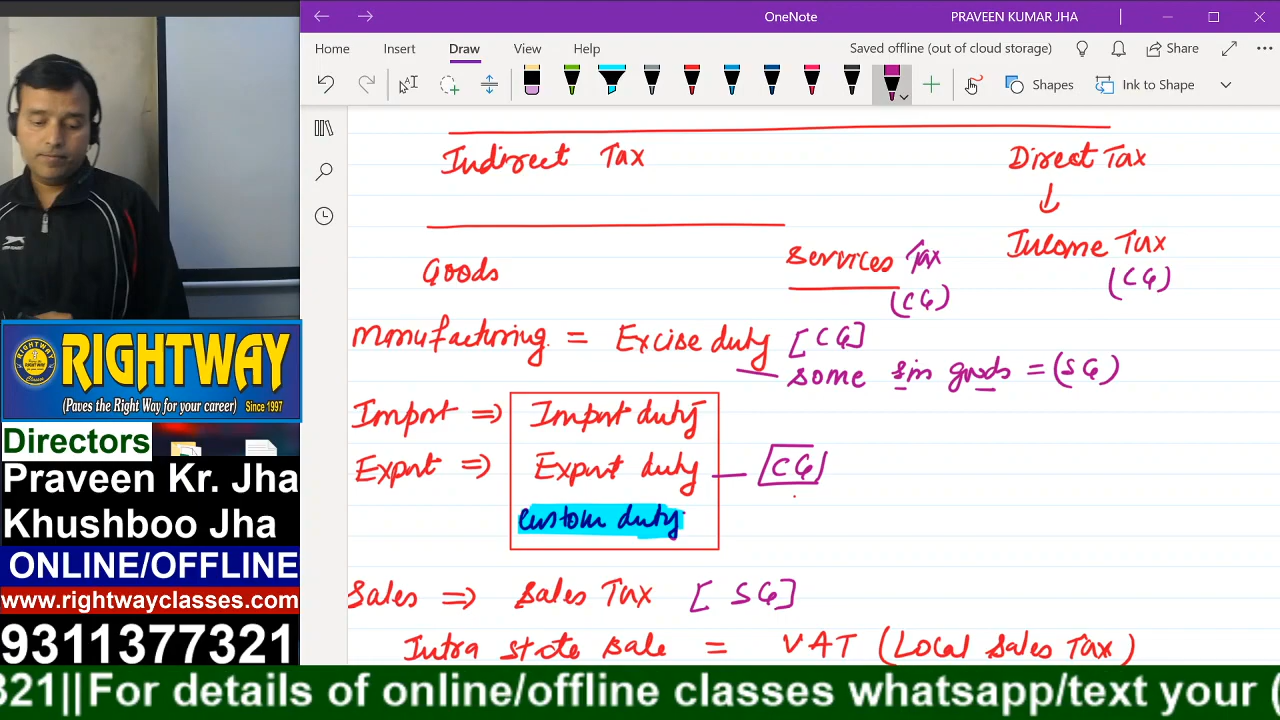 OneNote
PRAVEEN KUMAR JHA
Home Insert Draw View Help
Saved offline (out of cloud storage)
Share
Shapes
Ink to Text
Indirect Tax
Direct Tax
Goods
Services Tax
(CG)
Income Tax
(CG)
Manufactoring = Excise duty [CG]
some sin goods = (SG)
Import ⇒ Import duty
Export ⇒ Export duty — CG
Custom duty
Sales ⇒ Sales Tax [SG]
Intra state sale = VAT (Local Sales Tax)
RIGHTWAY
(Paves the Right Way for your career) Since 1997
Directors
Praveen Kr. Jha
Khushboo Jha
ONLINE/OFFLINE
www.rightwayclasses.com
9311377321
321||For details of online/offline classes whatsapp/text your (